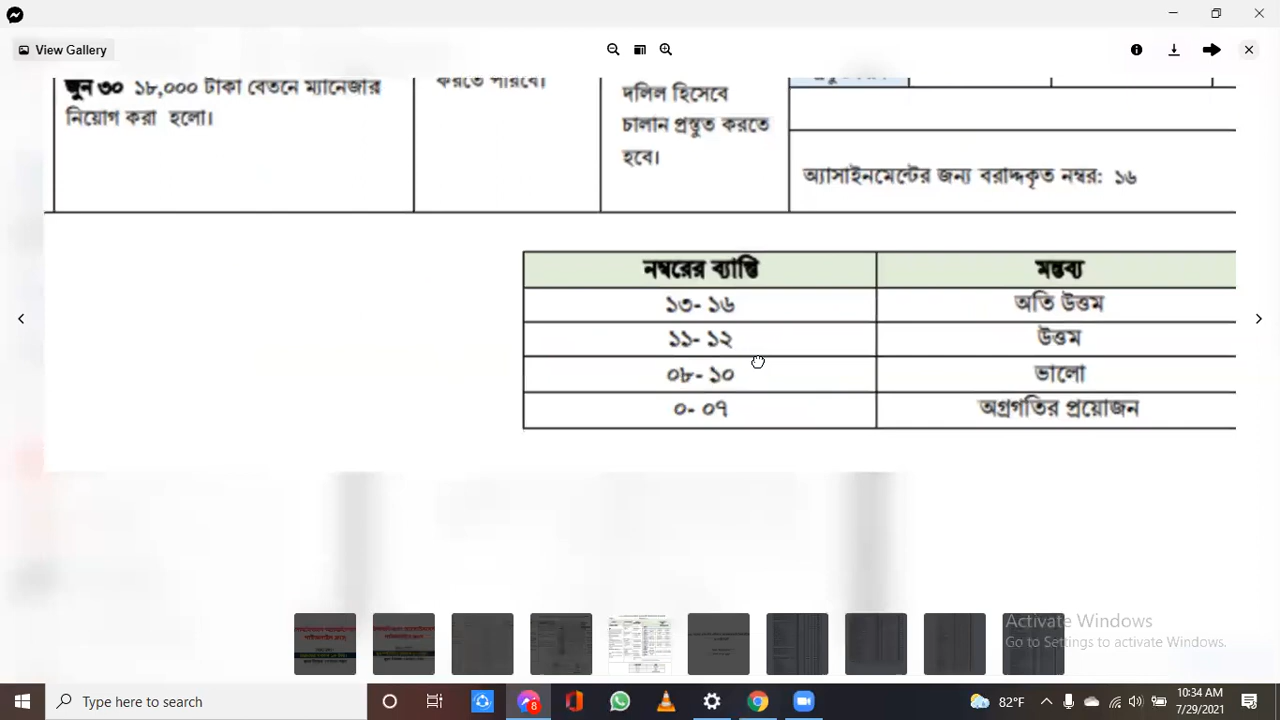 View Gallery
জুন ৩০ ১৮,০০০ টাকা বেতনে ম্যানেজার
নিয়োগ করা হলো।
করতে পারবে।
দলিল হিসেবে
চালান প্রস্তুত করতে
হবে।
অ্যাসাইনমেন্টের জন্য বরাদ্দকৃত নম্বর: ১৬
নম্বরের ব্যাপ্তি মন্তব্য
১৩- ১৬ অতি উত্তম
১১- ১২ উত্তম
০৮- ১০ ভালো
০- ০৭ অগ্রগতির প্রয়োজন
Activate Windows
Go to Settings to activate Windows.
Type here to search
8
82°F
10:34 AM
7/29/2021